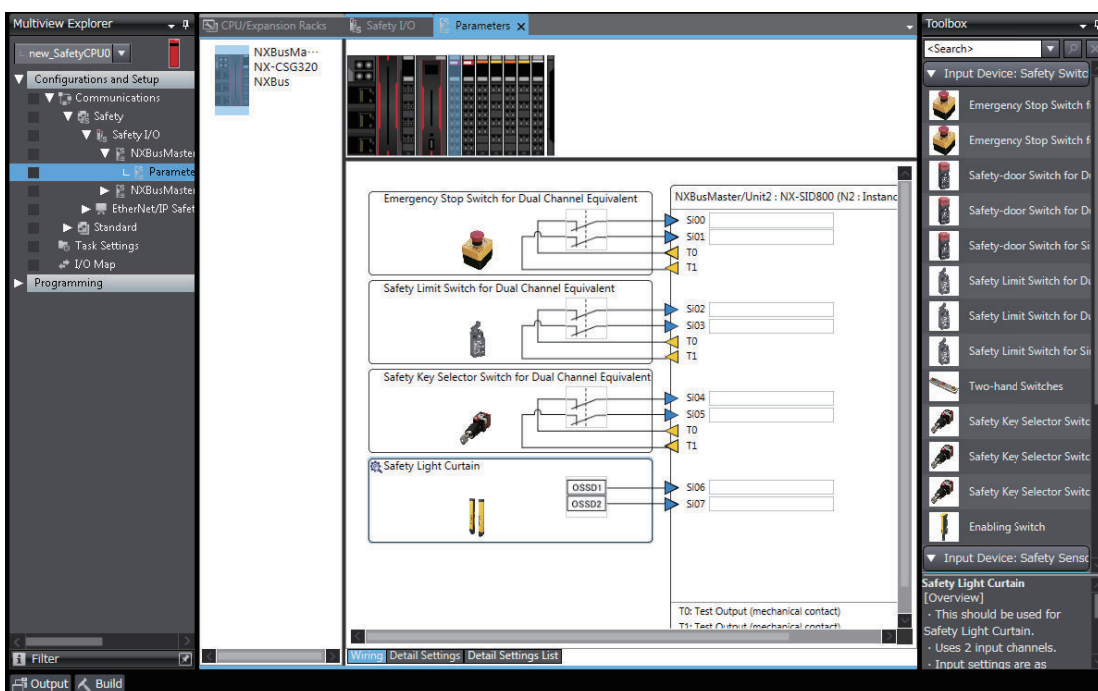 Multiview Explorer
new_SafetyCPU0
Configurations and Setup
Communications
Safety
Safety I/O
NXBusMaster
Paramete
NXBusMaster
EtherNet/IP Safet
Standard
Task Settings
I/O Map
Programming
Filter
Output
Build
CPU/Expansion Racks
Safety I/O
Parameters
NXBusMa···
NX-CSG320
NXBus
Emergency Stop Switch for Dual Channel Equivalent
Safety Limit Switch for Dual Channel Equivalent
Safety Key Selector Switch for Dual Channel Equivalent
Safety Light Curtain
OSSD1
OSSD2
NXBusMaster/Unit2 : NX-SID800 (N2 : Instanc
Si00
Si01
T0
T1
Si02
Si03
T0
T1
Si04
Si05
T0
T1
Si06
Si07
T0: Test Output (mechanical contact)
T1: Test Output (mechanical contact)
Wiring
Detail Settings
Detail Settings List
Toolbox
<Search>
Input Device: Safety Switc
Emergency Stop Switch f
Emergency Stop Switch f
Safety-door Switch for Du
Safety-door Switch for Du
Safety-door Switch for Si
Safety Limit Switch for Du
Safety Limit Switch for Du
Safety Limit Switch for Si
Two-hand Switches
Safety Key Selector Switc
Safety Key Selector Switc
Safety Key Selector Switc
Enabling Switch
Input Device: Safety Senso
Safety Light Curtain
[Overview]
· This should be used for
Safety Light Curtain.
· Uses 2 input channels.
· Input settings are as